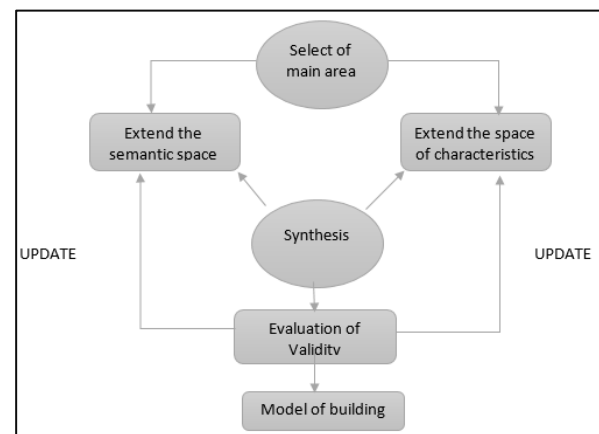 Select of
main area
Extend the
semantic space
Extend the space
of characteristics
Synthesis
UPDATE
UPDATE
Evaluation of
Validity
Model of building